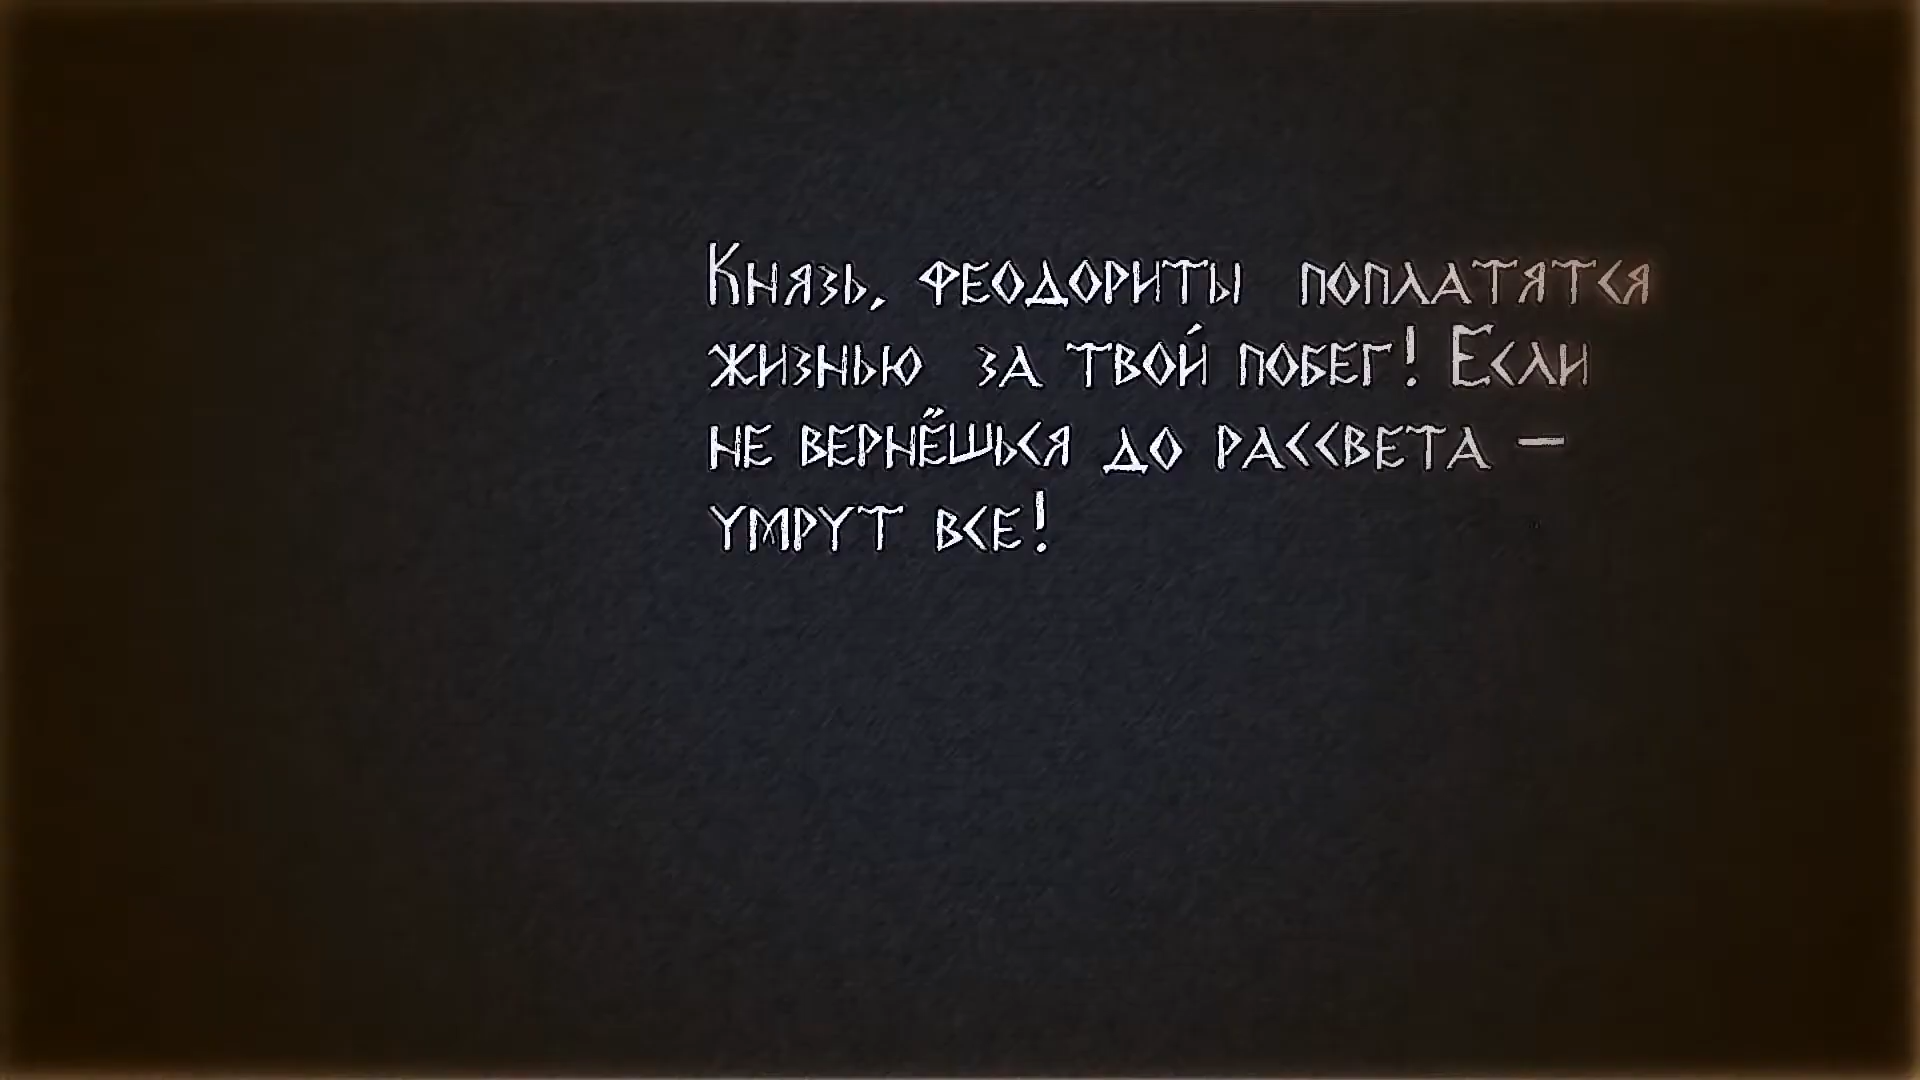 Князь, феодориты поплатятся
жизнью за твой побег! Если
не вернёшься до рассвета —
умрут все!